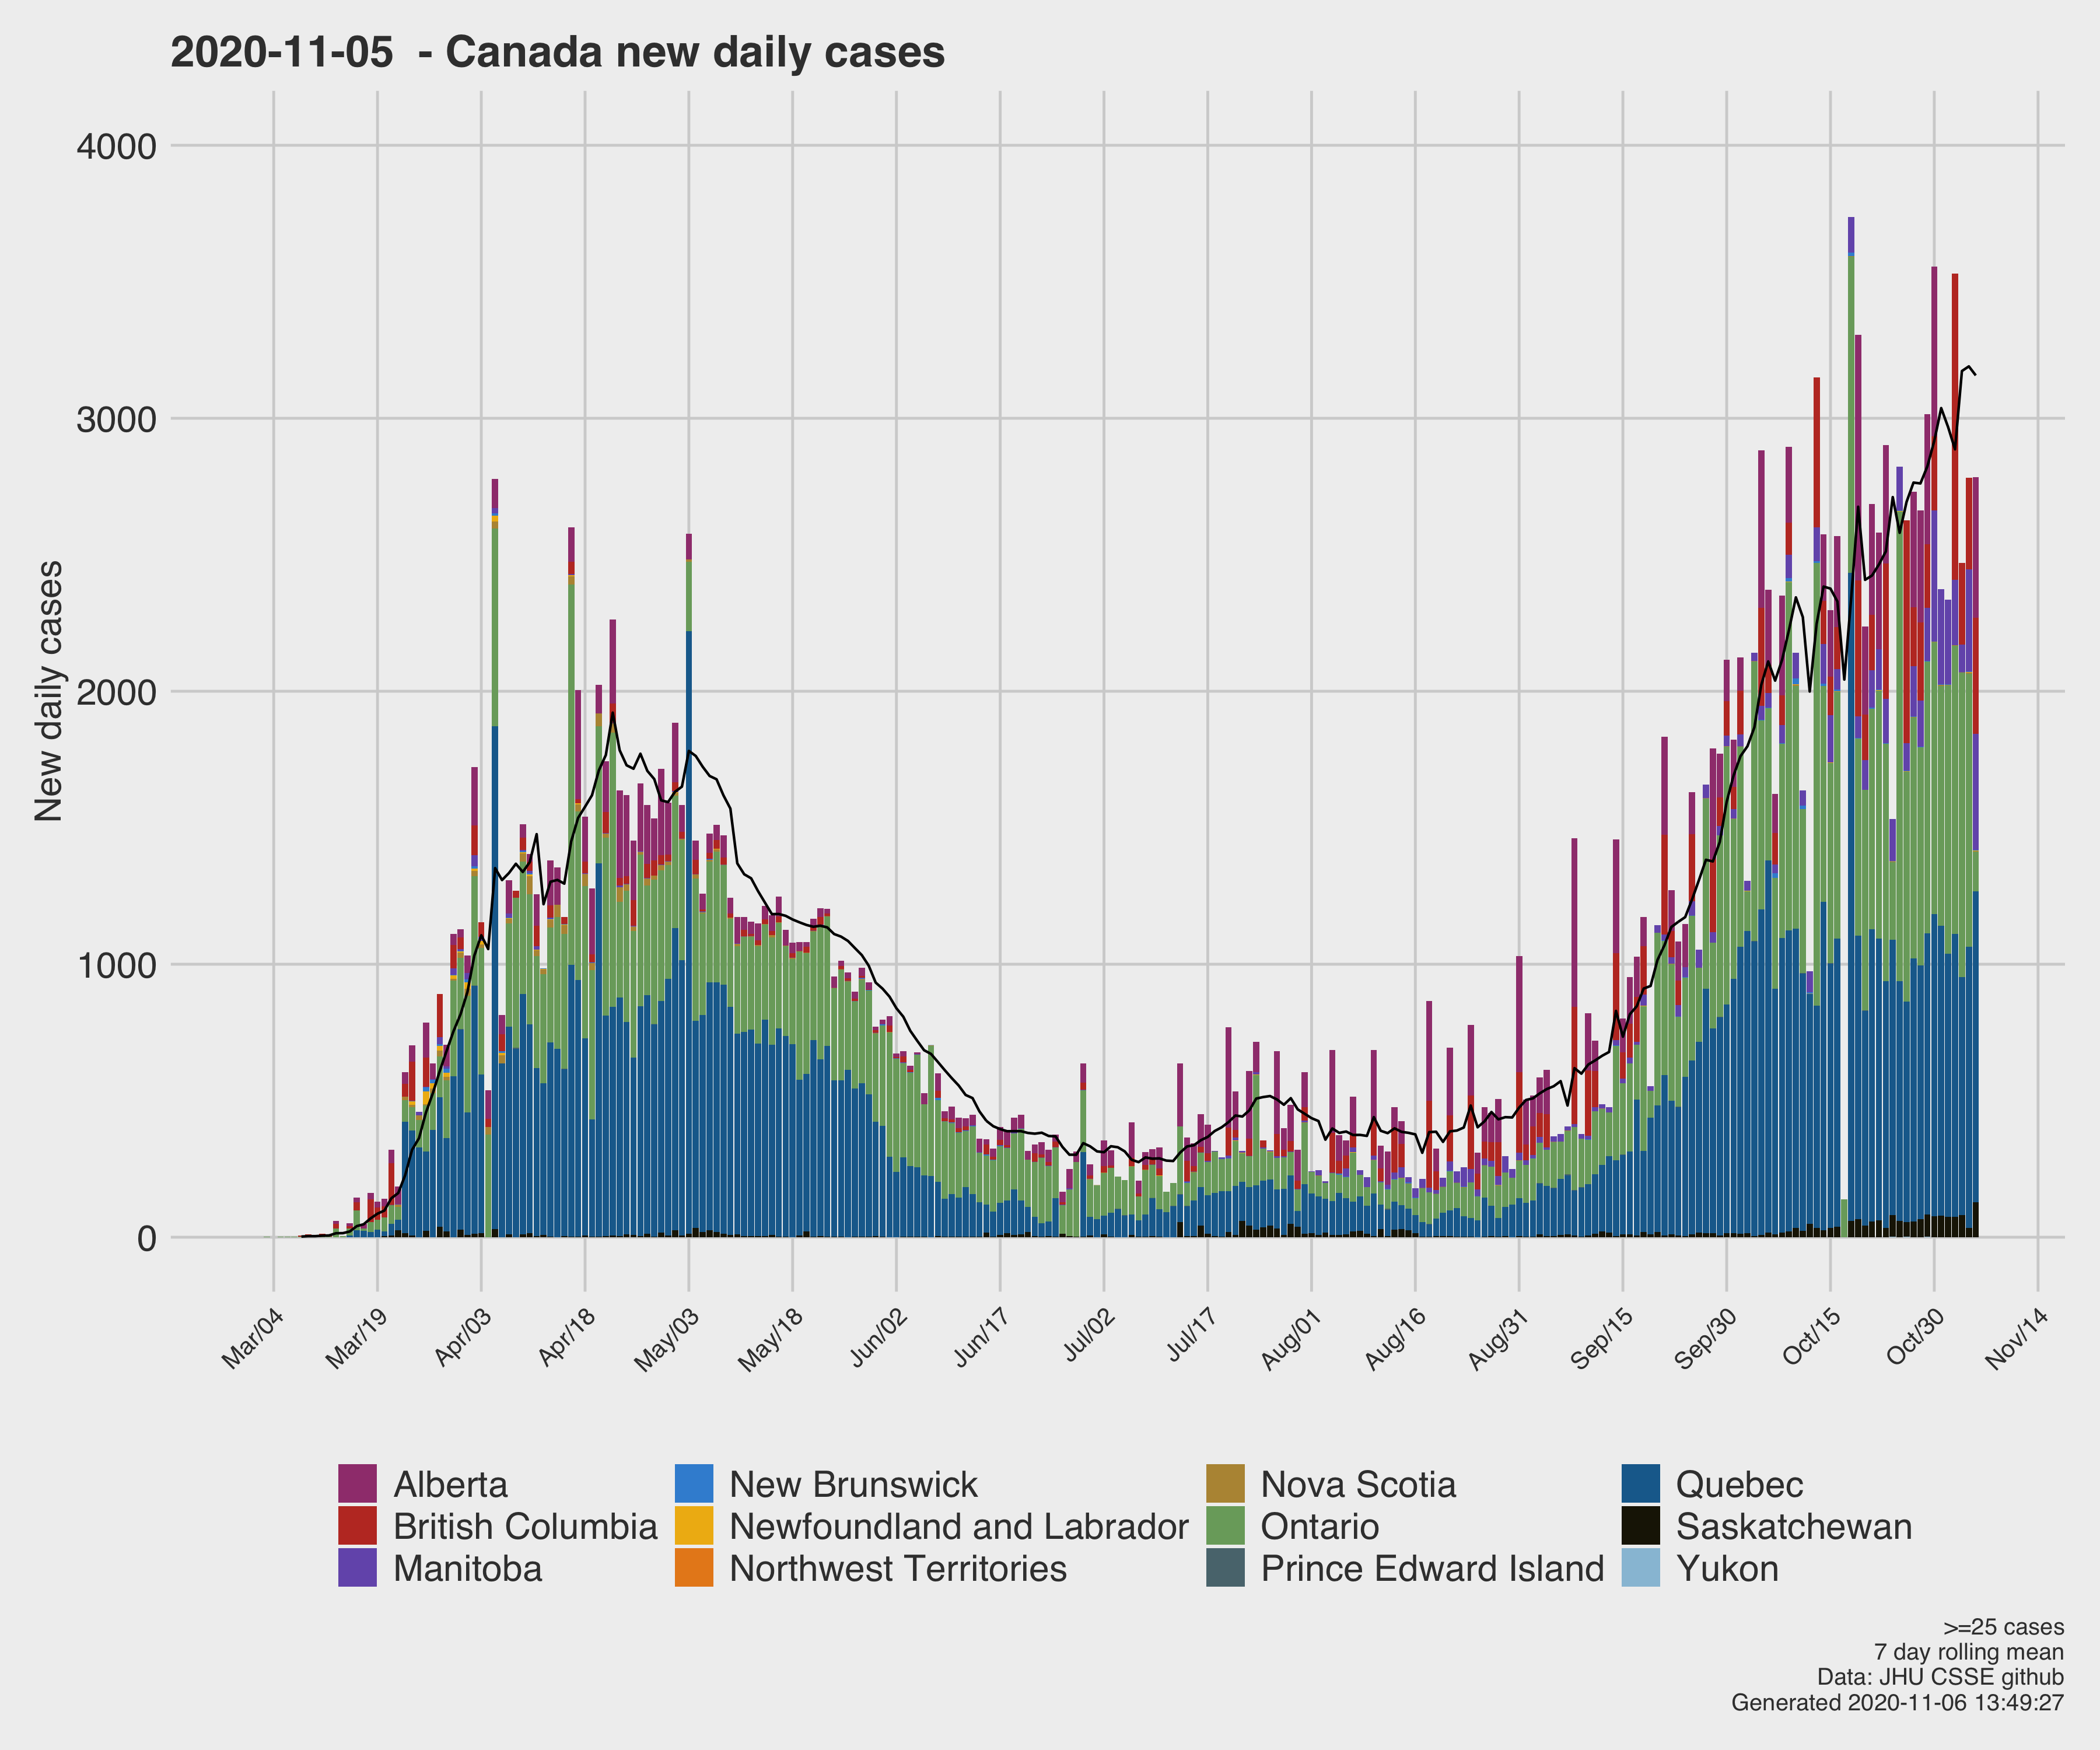 2020-11-05  - Canada new daily cases
New daily cases
4000
3000
2000
1000
0
Mar/04
Mar/19
Apr/03
Apr/18
May/03
May/18
Jun/02
Jun/17
Jul/02
Jul/17
Aug/01
Aug/16
Aug/31
Sep/15
Sep/30
Oct/15
Oct/30
Nov/14
Alberta
British Columbia
Manitoba
New Brunswick
Newfoundland and Labrador
Northwest Territories
Nova Scotia
Ontario
Prince Edward Island
Quebec
Saskatchewan
Yukon
>=25 cases
7 day rolling mean
Data: JHU CSSE github
Generated 2020-11-06 13:49:27